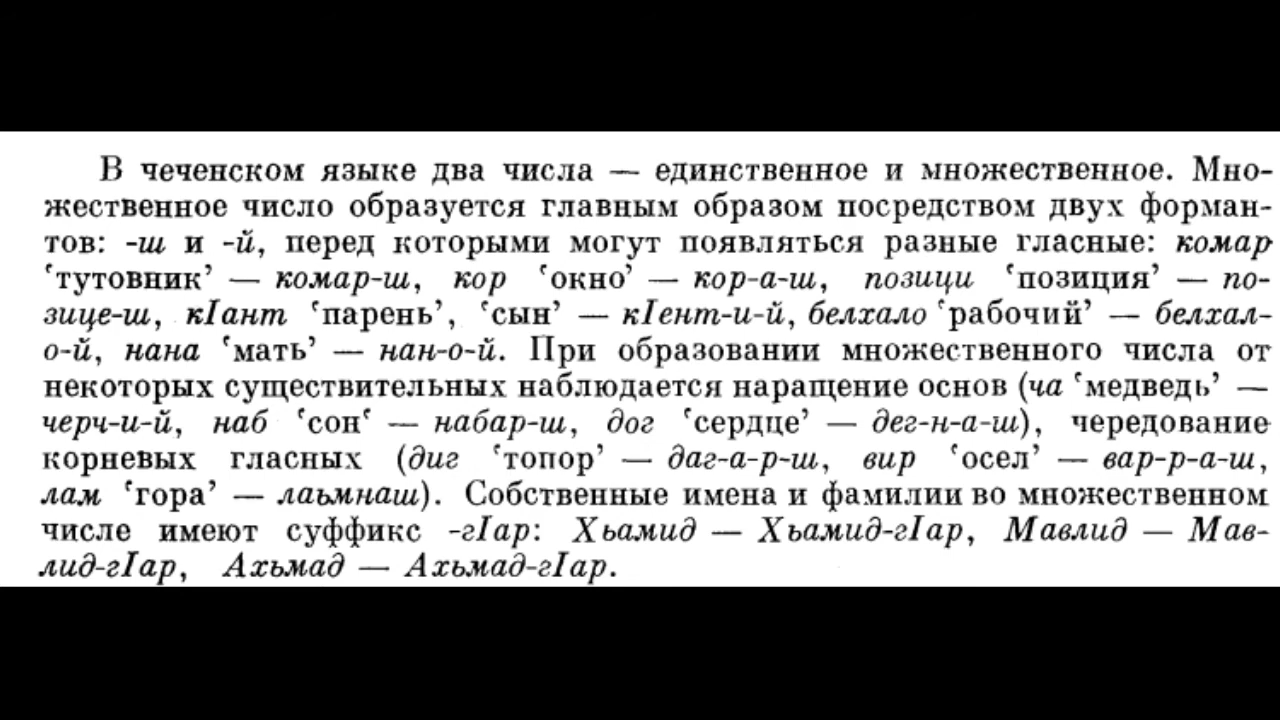 В чеченском языке два числа — единственное и множественное. Мно-
жественное число образуется главным образом посредством двух форман-
тов: -ш и -й, перед которыми могут появляться разные гласные: комар
‘тутовник’ — комар-ш, кор ‘окно’ — кор-а-ш, позици ‘позиция’ — по-
зице-ш, кIант ‘парень’, ‘сын’ — кIент-и-й, белхало ‘рабочий’ — белхал-
о-й, нана ‘мать’ — нан-о-й. При образовании множественного числа от
некоторых существительных наблюдается наращение основ (ча ‘медведь’ —
черч-и-й, наб ‘сон‘ — набар-ш, дог ‘сердце’ — дег-н-а-ш), чередование
корневых гласных (диг ‘топор’ — даг-а-р-ш, вир ‘осел’ — вар-р-а-ш,
лам ‘гора’ — лаьмнаш). Собственные имена и фамилии во множественном
числе имеют суффикс -гIар: Хьамид — Хьамид-гIар, Мавлид — Мав-
лид-гIар, Ахьмад — Ахьмад-гIар.